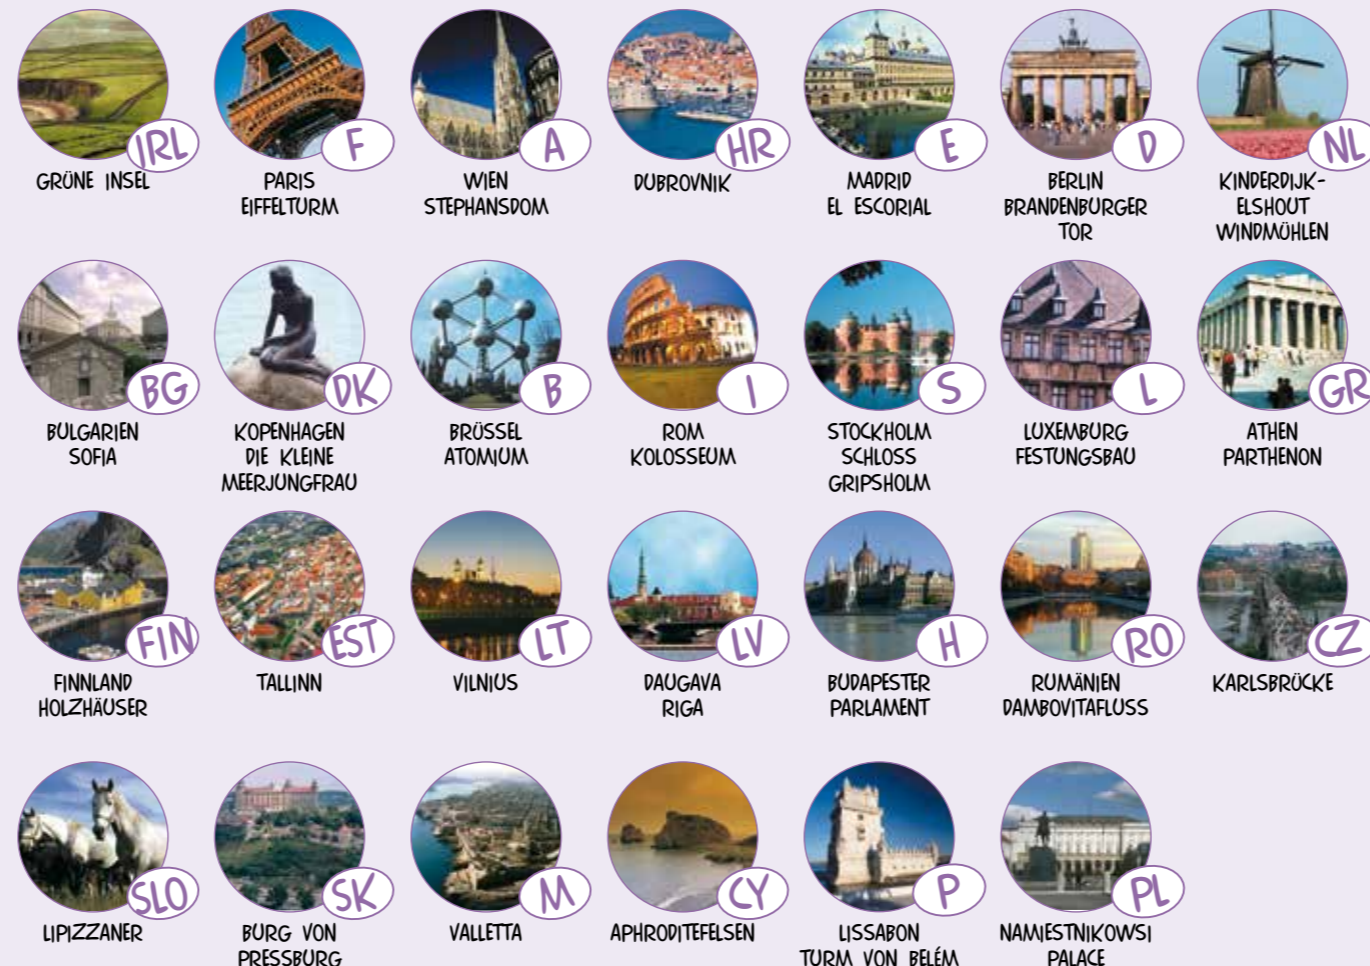 IRL
GRÜNE INSEL
F
PARIS
EIFFELTURM
A
WIEN
STEPHANSDOM
HR
DUBROVNIK
E
MADRID
EL ESCORIAL
D
BERLIN
BRANDENBURGER
TOR
NL
KINDERDIJK-
ELSHOUT
WINDMÜHLEN
BG
BULGARIEN
SOFIA
DK
KOPENHAGEN
DIE KLEINE
MEERJUNGFRAU
B
BRÜSSEL
ATOMIUM
I
ROM
KOLOSSEUM
S
STOCKHOLM
SCHLOSS
GRIPSHOLM
L
LUXEMBURG
FESTUNGSBAU
GR
ATHEN
PARTHENON
FIN
FINNLAND
HOLZHÄUSER
EST
TALLINN
LT
VILNIUS
LV
DAUGAVA
RIGA
H
BUDAPESTER
PARLAMENT
RO
RUMÄNIEN
DAMBOVITAFLUSS
CZ
KARLSBRÜCKE
SLO
LIPIZZANER
SK
BURG VON
PRESSBURG
M
VALLETTA
CY
APHRODITEFELSEN
P
LISSABON
TURM VON BELÉM
PL
NAMIESTNIKOWSI
PALACE